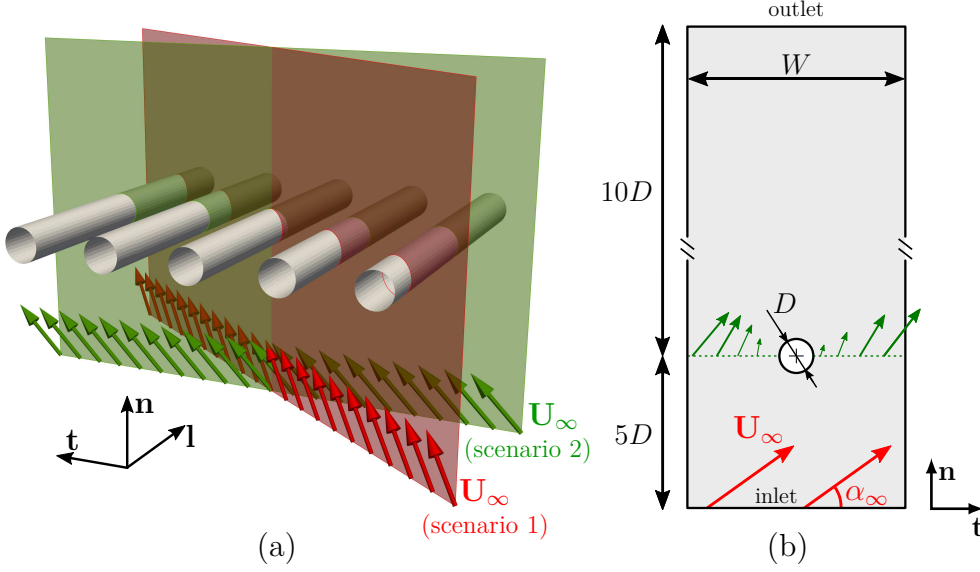 n
t
l
U∞
(scenario 2)
U∞
(scenario 1)
(a)
outlet
W
10D
D
5D
U∞
inlet
α∞
n
t
(b)